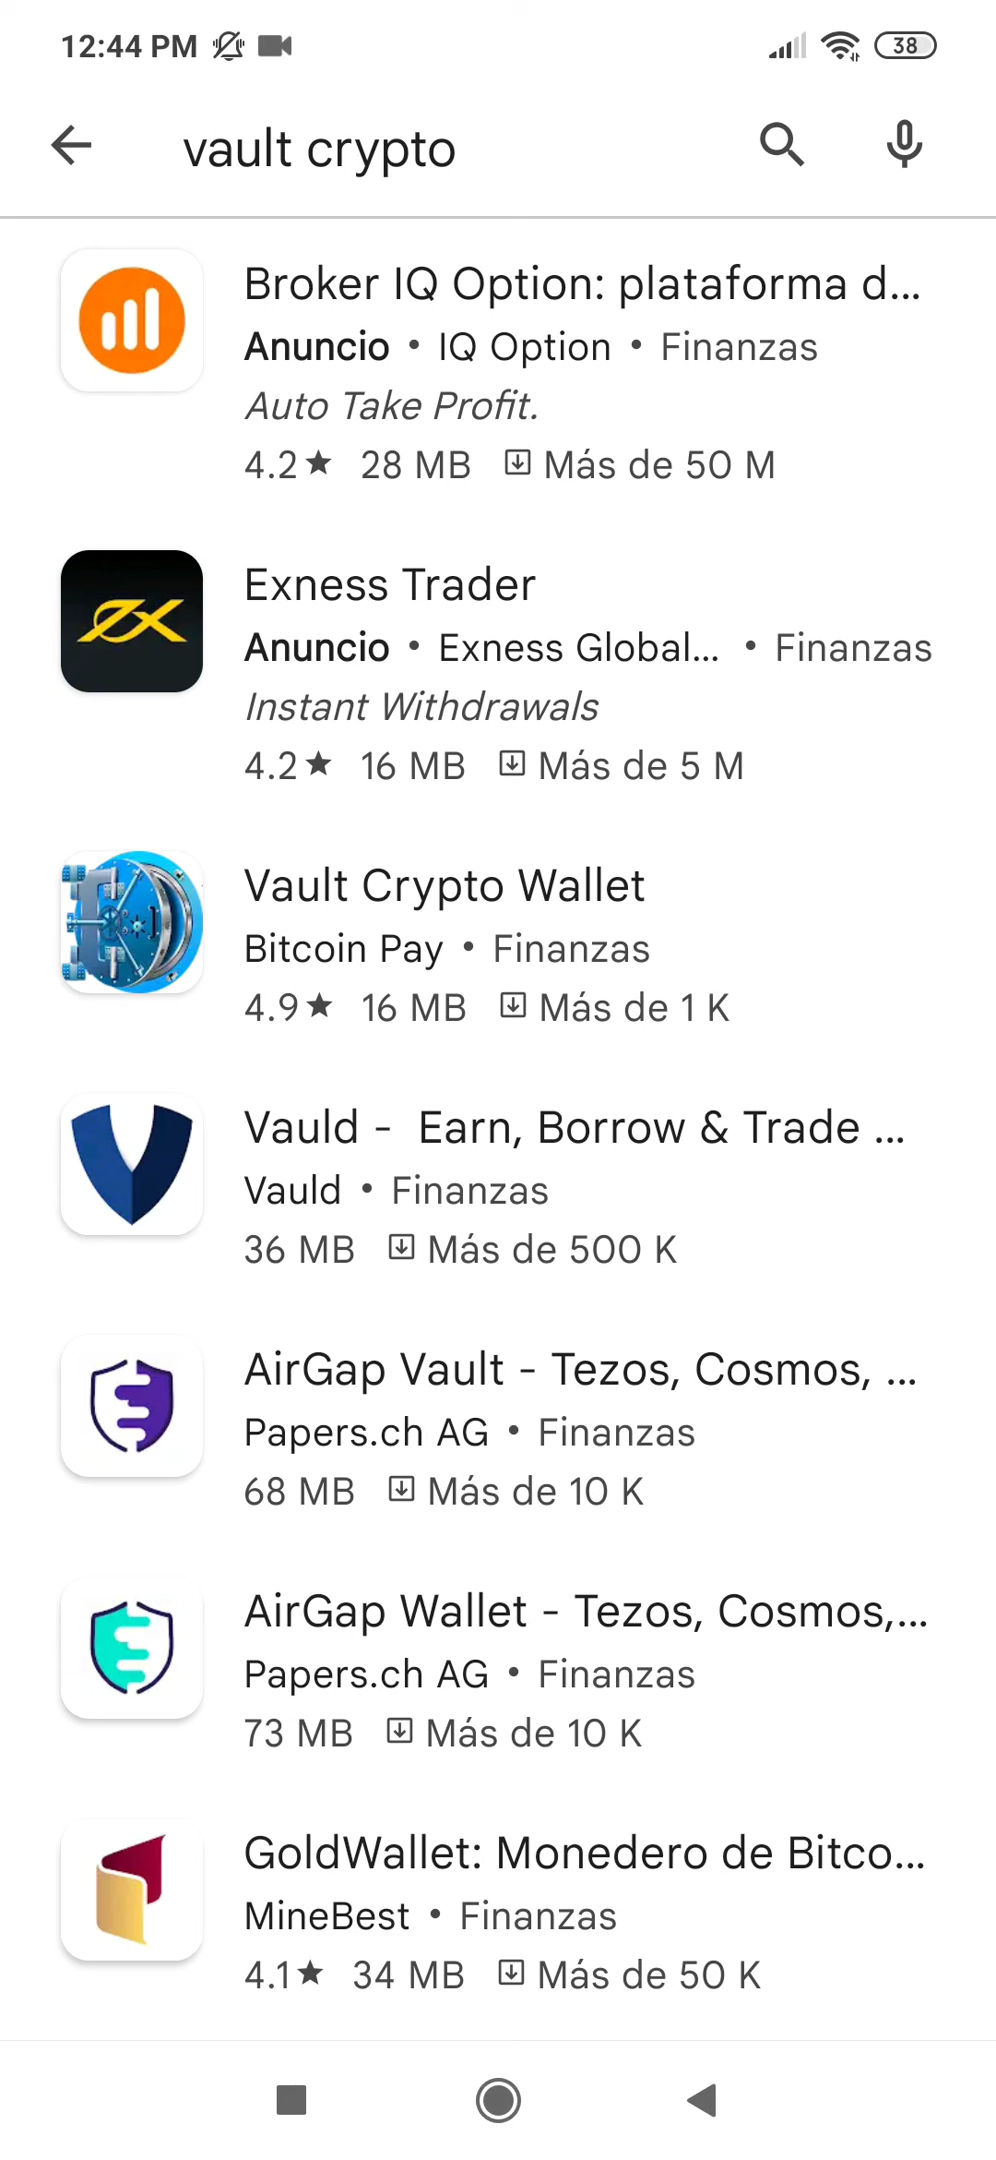 12:44 PM
38
vault crypto
Broker IQ Option: plataforma d...
Anuncio • IQ Option • Finanzas
Auto Take Profit.
4.2★ 28 MB Más de 50 M
Exness Trader
Anuncio • Exness Global... • Finanzas
Instant Withdrawals
4.2★ 16 MB Más de 5 M
Vault Crypto Wallet
Bitcoin Pay • Finanzas
4.9★ 16 MB Más de 1 K
Vauld - Earn, Borrow & Trade ...
Vauld • Finanzas
36 MB Más de 500 K
AirGap Vault - Tezos, Cosmos, ...
Papers.ch AG • Finanzas
68 MB Más de 10 K
AirGap Wallet - Tezos, Cosmos,...
Papers.ch AG • Finanzas
73 MB Más de 10 K
GoldWallet: Monedero de Bitco...
MineBest • Finanzas
4.1★ 34 MB Más de 50 K